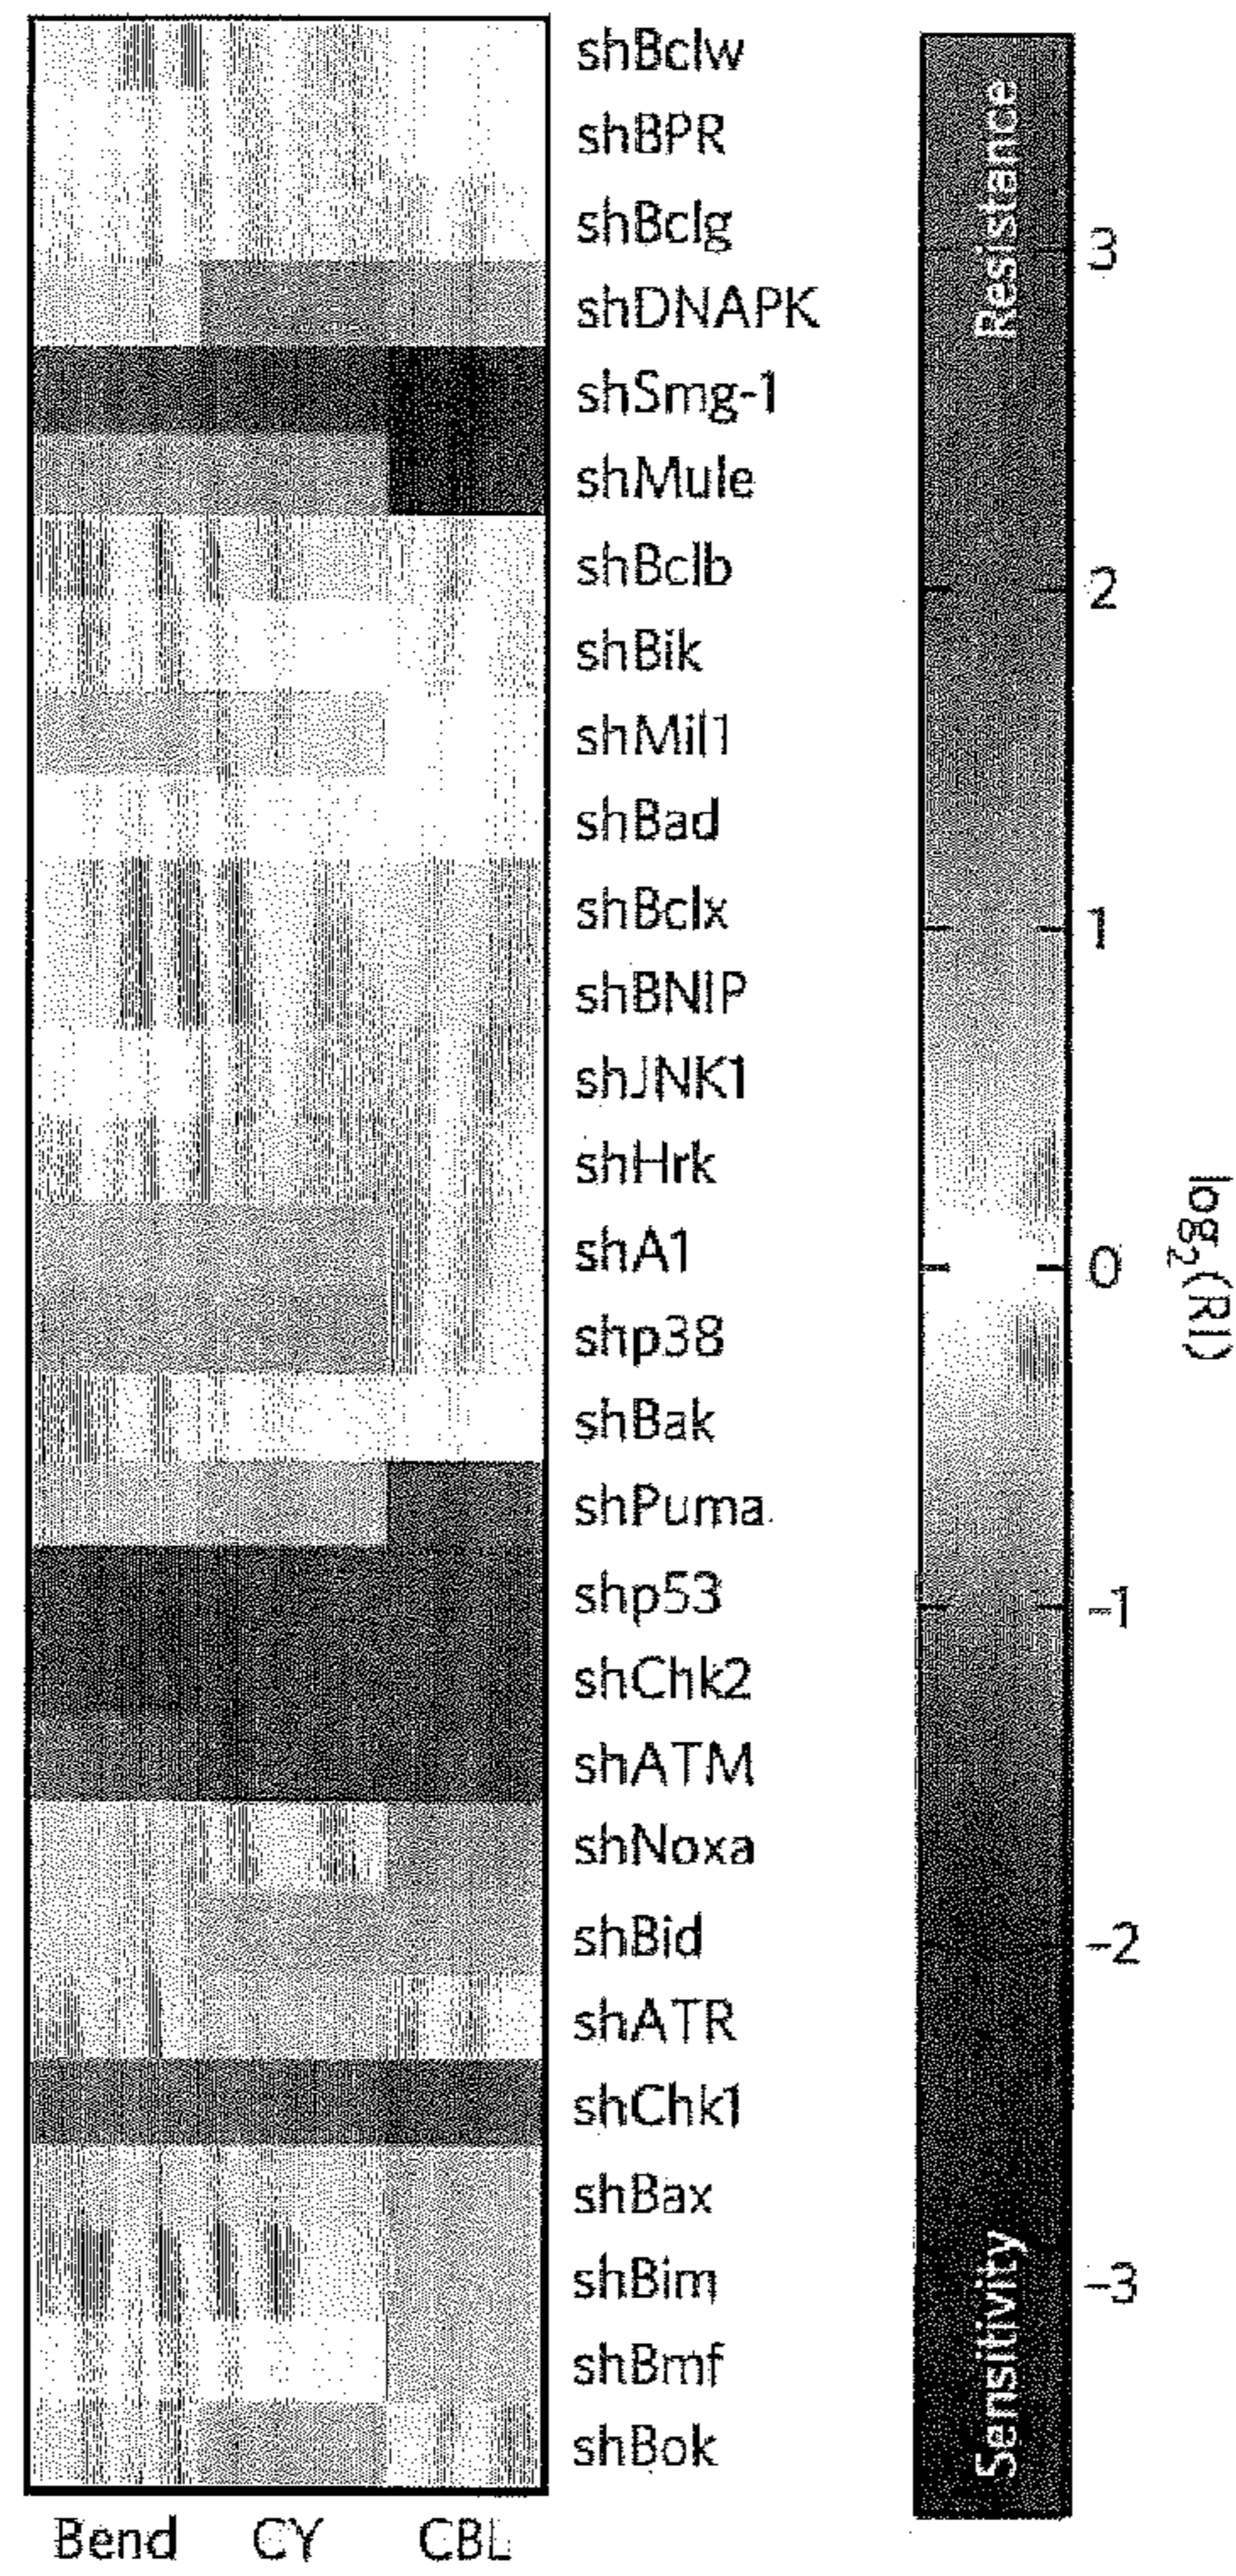 shBclw
shBPR
shBclg
shDNAPK
shSmg-1
shMule
shBclb
shBik
shMil1
shBad
shBclx
shBNIP
shJNK1
shHrk
shA1
shp38
shBak
shPuma
shp53
shChk2
shATM
shNoxa
shBid
shATR
shChk1
shBax
shBim
shBmf
shBok
Bend CY CBL
Resistance
3
2
1
0
-1
-2
-3
Sensitivity
log2(RI)